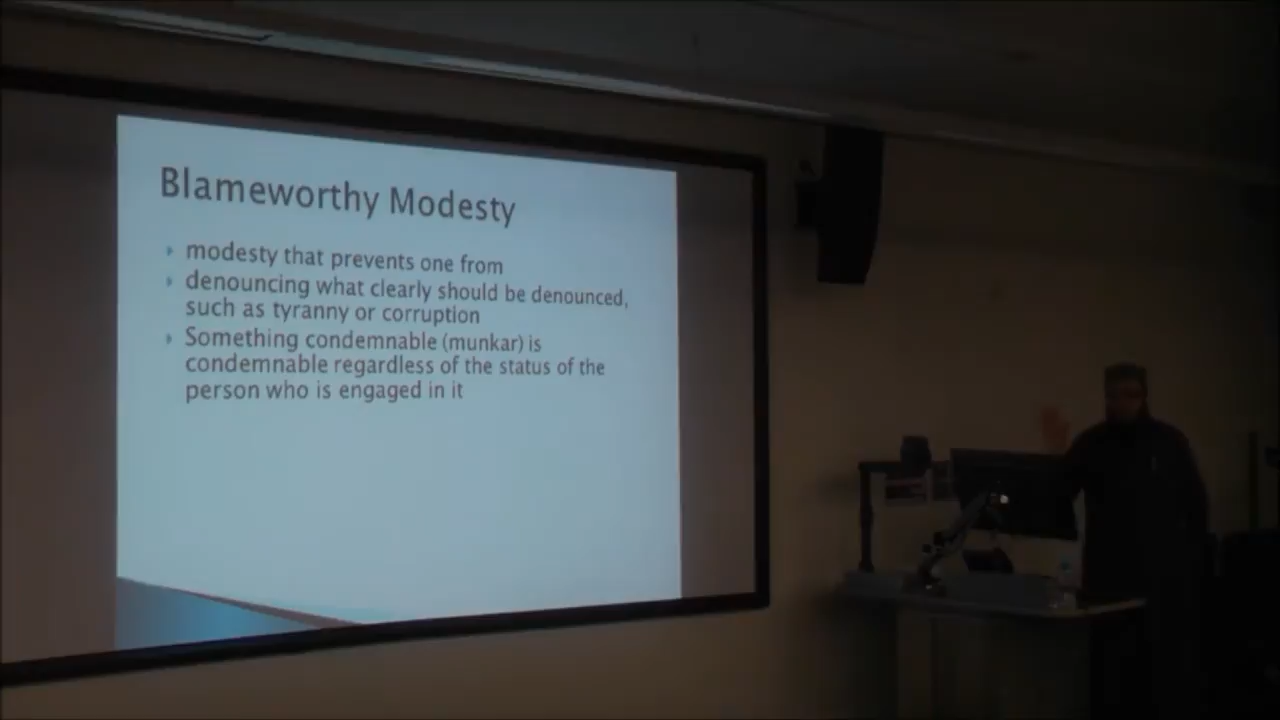 Blameworthy Modesty
modesty that prevents one from
denouncing what clearly should be denounced,
such as tyranny or corruption
Something condemnable (munkar) is
condemnable regardless of the status of the
person who is engaged in it